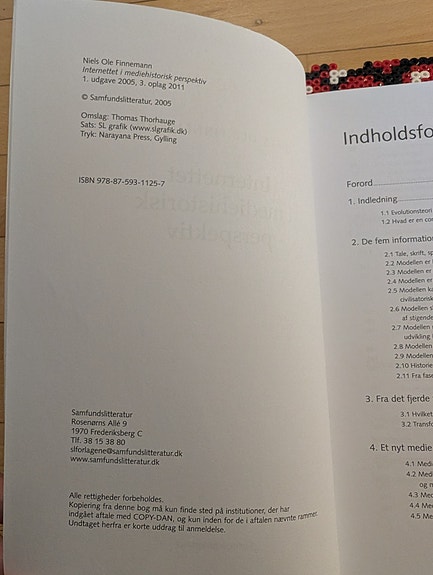 Niels Ole Finnemann
Internettet i mediehistorisk perspektiv
1. udgave 2005, 3. oplag 2011
© Samfundslitteratur, 2005
Omslag: Thomas Thorhauge
Sats: SL grafik (www.slgrafik.dk)
Tryk: Narayana Press, Gylling
ISBN 978-87-593-1125-7
Samfundslitteratur
Rosenørns Allé 9
1970 Frederiksberg C
Tlf. 38 15 38 80
slforlagene@samfundslitteratur.dk
www.samfundslitteratur.dk
Alle rettigheder forbeholdes.
Kopiering fra denne bog må kun finde sted på institutioner, der har
indgået aftale med COPY-DAN, og kun inden for de i aftalen nævnte rammer.
Undtaget herfra er korte uddrag til anmeldelse.
Indholdsfo
Forord
1. Indledning
1.1 Evolutionsteori
1.2 Hvad er en co
2. De fem information
2.1 Tale, skrift, sp
2.2 Modellen er
2.3 Modellen er
2.4 Modellen er
2.5 Modellen ka
civilisatorisk
2.6 Modellen s
af stigende
2.7 Modellen
udvikling
2.8 Modellen
2.9 Modellen
2.10 Historie
2.11 Fra fase
3. Fra det fjerde
3.1 Hvilket
3.2 Transfo
4. Et nyt medie
4.1 Medi
4.2 Medi
og n
4.3 Med
4.4 Med
4.5 Med